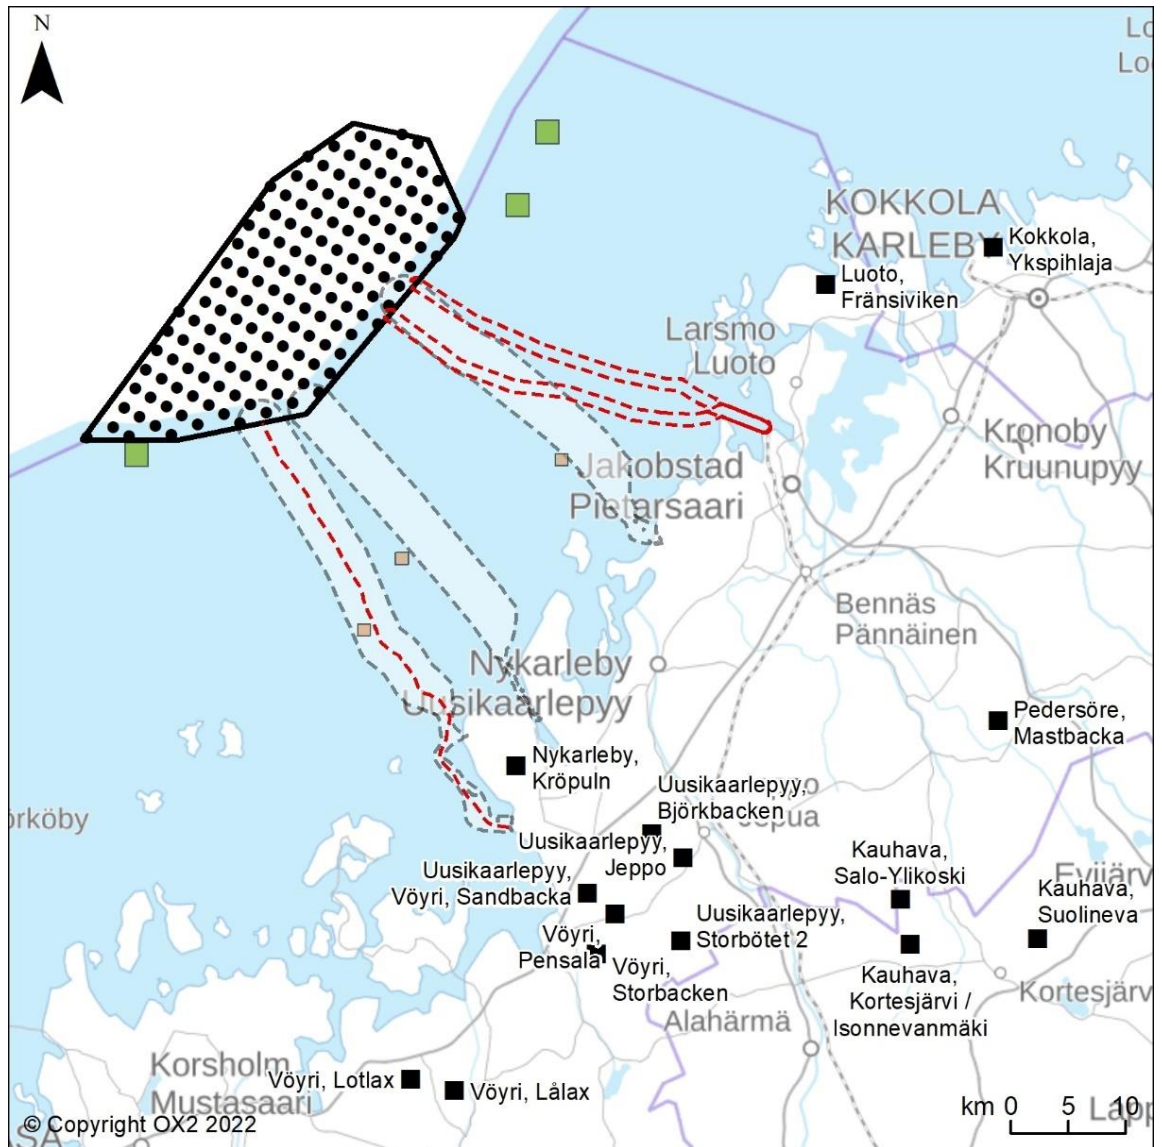 N
KOKKOLA
KARLEBY
Kokkola,
Ykspihlaja
Luoto,
Fränsiviken
Larsmo
Luoto
Kronoby
Kruunupyy
Jakobstad
Pietarsaari
Bennäs
Pännäinen
Nykarleby
Uusikaarlepyy
Pedersöre,
Mastbacka
Nykarleby,
Kröpuln
Uusikaarlepyy,
Björkbacken
Uusikaarlepyy,
Jeppo
Kauhava,
Salo-Ylikoski
Uusikaarlepyy,
Vöyri, Sandbacka
Kauhava,
Suolineva
Uusikaarlepyy,
Storbötet 2
Vöyri,
Pensala
Vöyri,
Storbacken
Kauhava,
Kortesjärvi /
Isonnevanmäki
Kortesjärv
Alahärmä
Korsholm
Mustasaari
Vöyri, Lotlax
Vöyri, Lålax
© Copyright OX2 2022
km 0 5 10